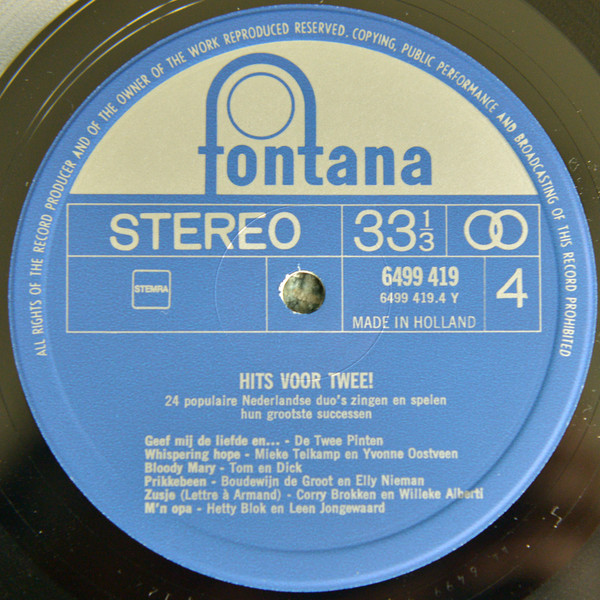 ALL RIGHTS OF THE RECORD PRODUCER AND OF THE OWNER OF THE WORK REPRODUCED RESERVED. COPYING, PUBLIC PERFORMANCE AND BROADCASTING OF THIS RECORD PROHIBITED
fontana
STEREO 33 1/3
STEMRA 6499 419 4
6499 419.4 Y
MADE IN HOLLAND
HITS VOOR TWEE!
24 populaire Nederlandse duo's zingen en spelen
hun grootste successen
Geef mij de liefde en... - De Twee Pinten
Whispering hope - Mieke Telkamp en Yvonne Oostveen
Bloody Mary - Tom en Dick
Prikkebeen - Boudewijn de Groot en Elly Nieman
Zusje (Lettre à Armand) - Corry Brokken en Willeke Alberti
M'n opa - Hetty Blok en Leen Jongewaard